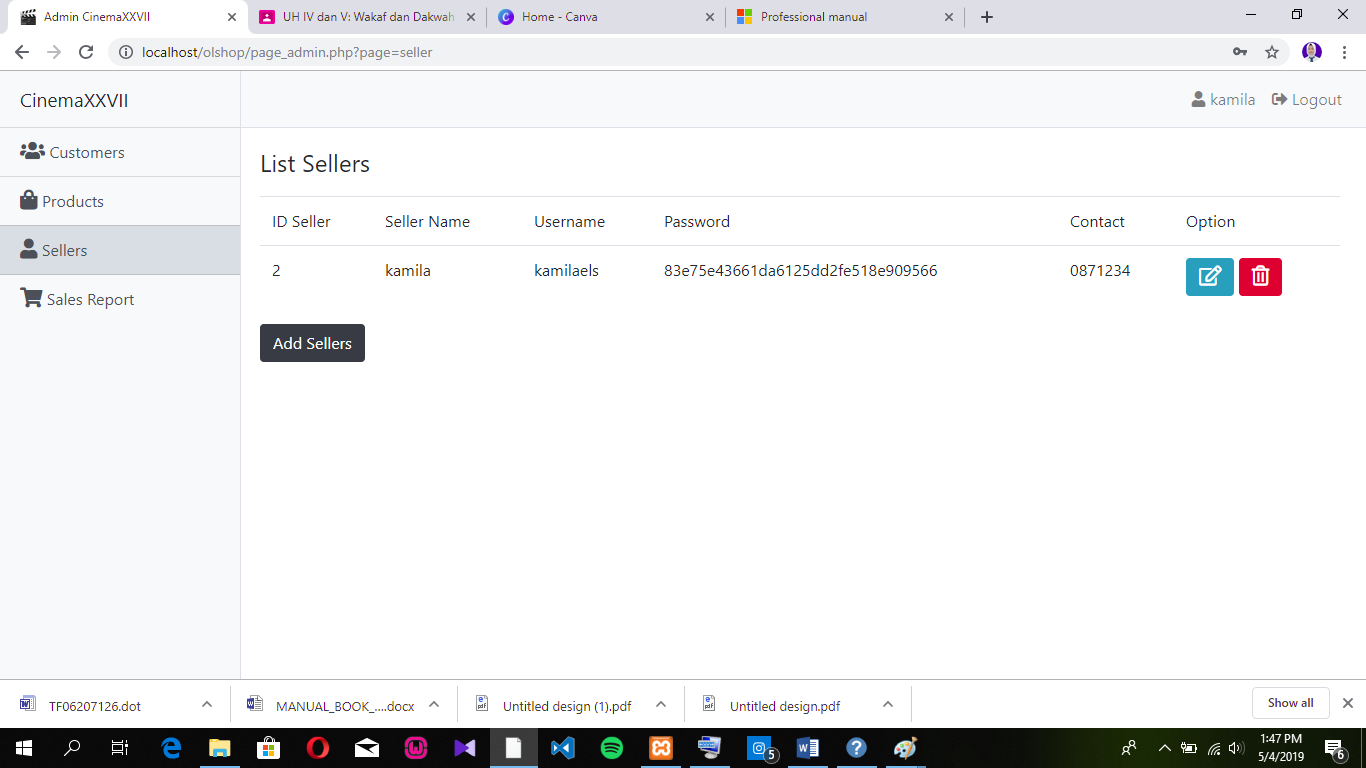 Admin CinemaXXVII
UH IV dan V: Wakaf dan Dakwah
Home - Canva
Professional manual
localhost/olshop/page_admin.php?page=seller
CinemaXXVII
kamila Logout
Customers
Products
Sellers
Sales Report
List Sellers
ID Seller Seller Name Username Password Contact Option
2 kamila kamilaels 83e75e43661da6125dd2fe518e909566 0871234
Add Sellers
TF06207126.dot
MANUAL_BOOK_....docx
Untitled design (1).pdf
Untitled design.pdf
Show all
5
1:47 PM
5/4/2019
6